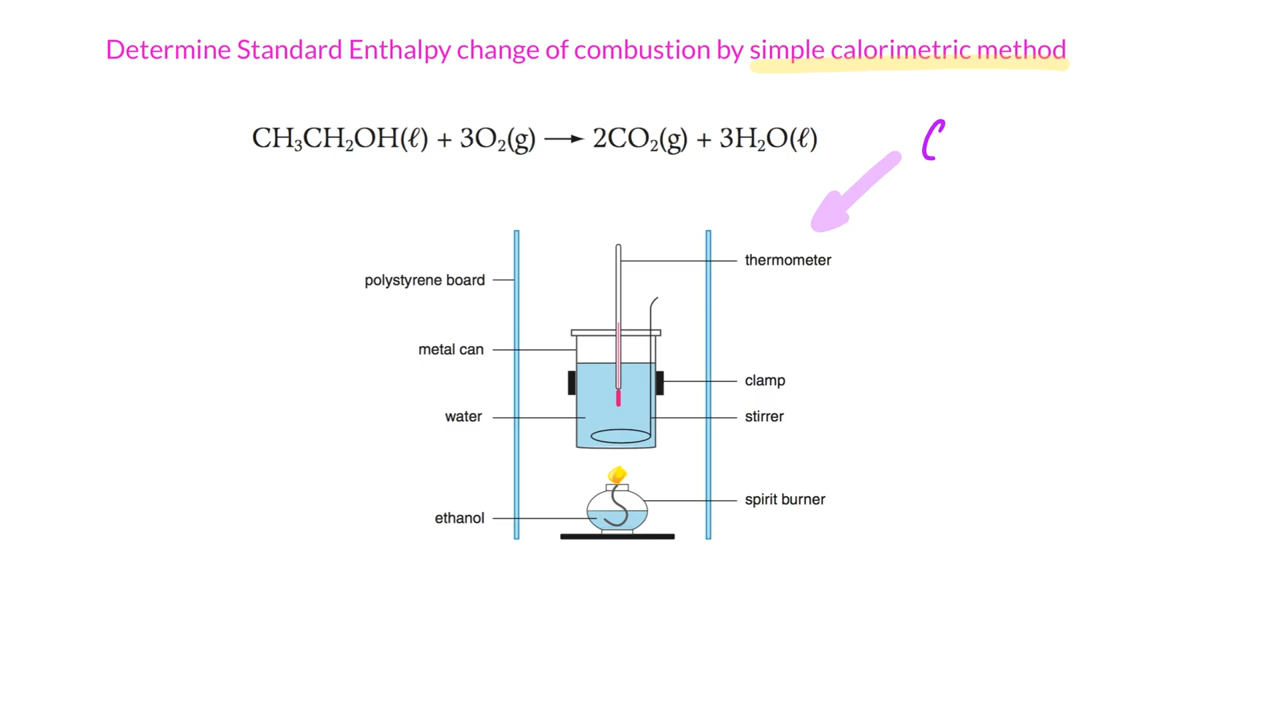 Determine Standard Enthalpy change of combustion by simple calorimetric method
CH₃CH₂OH(ℓ) + 3O₂(g) ⟶ 2CO₂(g) + 3H₂O(ℓ)
thermometer
polystyrene board
metal can
clamp
water
stirrer
spirit burner
ethanol